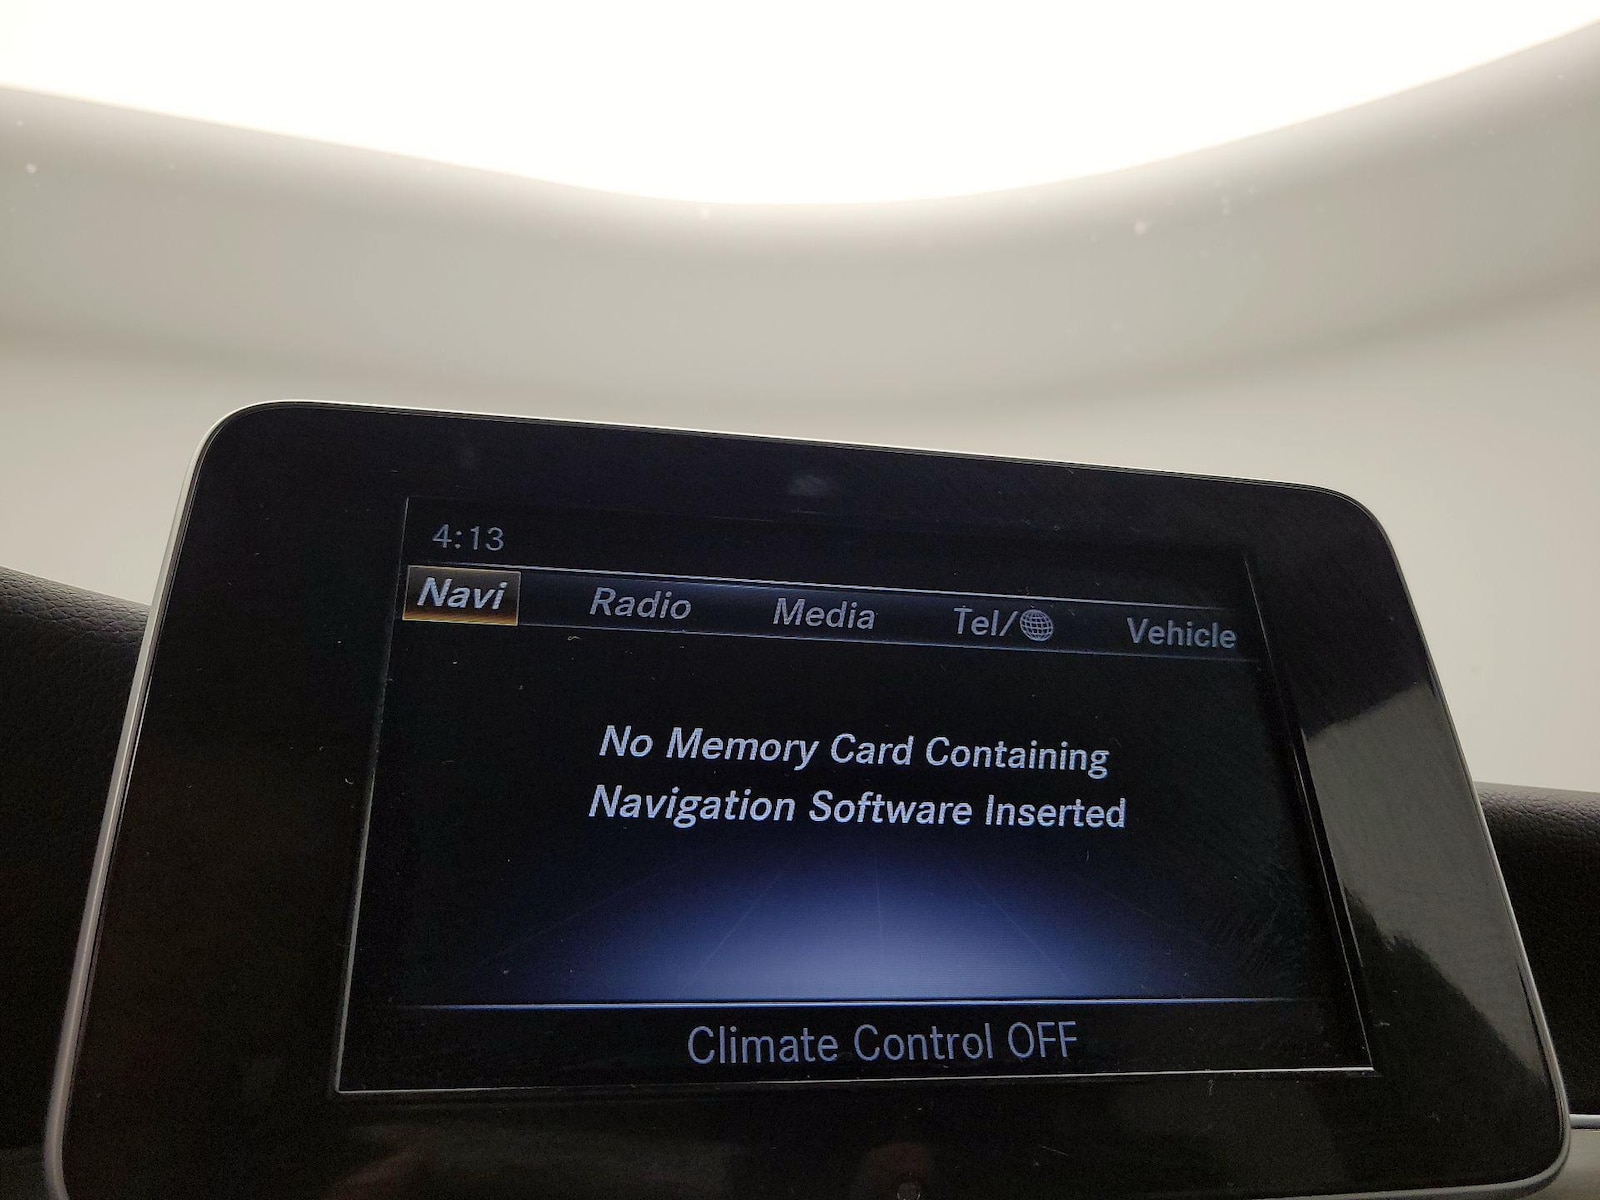 4:13
Navi Radio Media Tel/ Vehicle
No Memory Card Containing
Navigation Software Inserted
Climate Control OFF